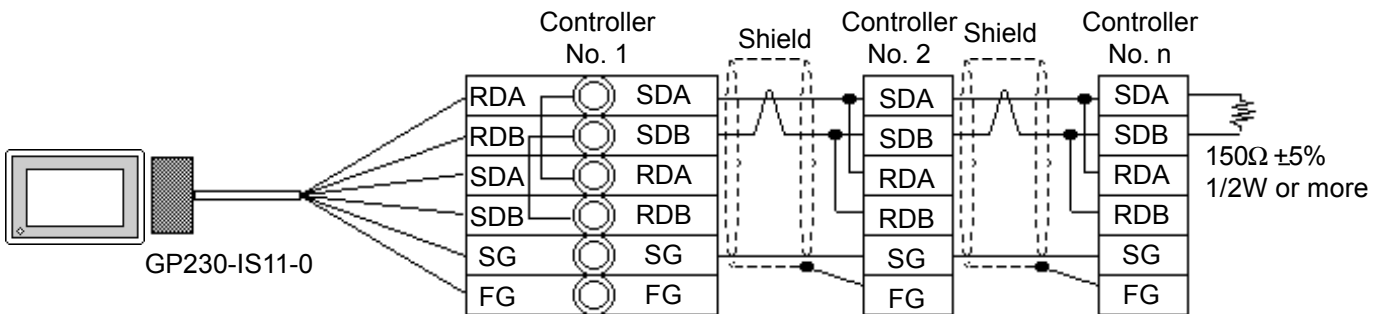 Controller
No. 1
Shield
Controller
No. 2
Shield
Controller
No. n
RDA SDA SDA SDA
RDB SDB SDB SDB
SDA RDA RDA RDA
SDB RDB RDB RDB
SG SG SG SG
FG FG FG FG
150Ω ±5%
1/2W or more
GP230-IS11-0